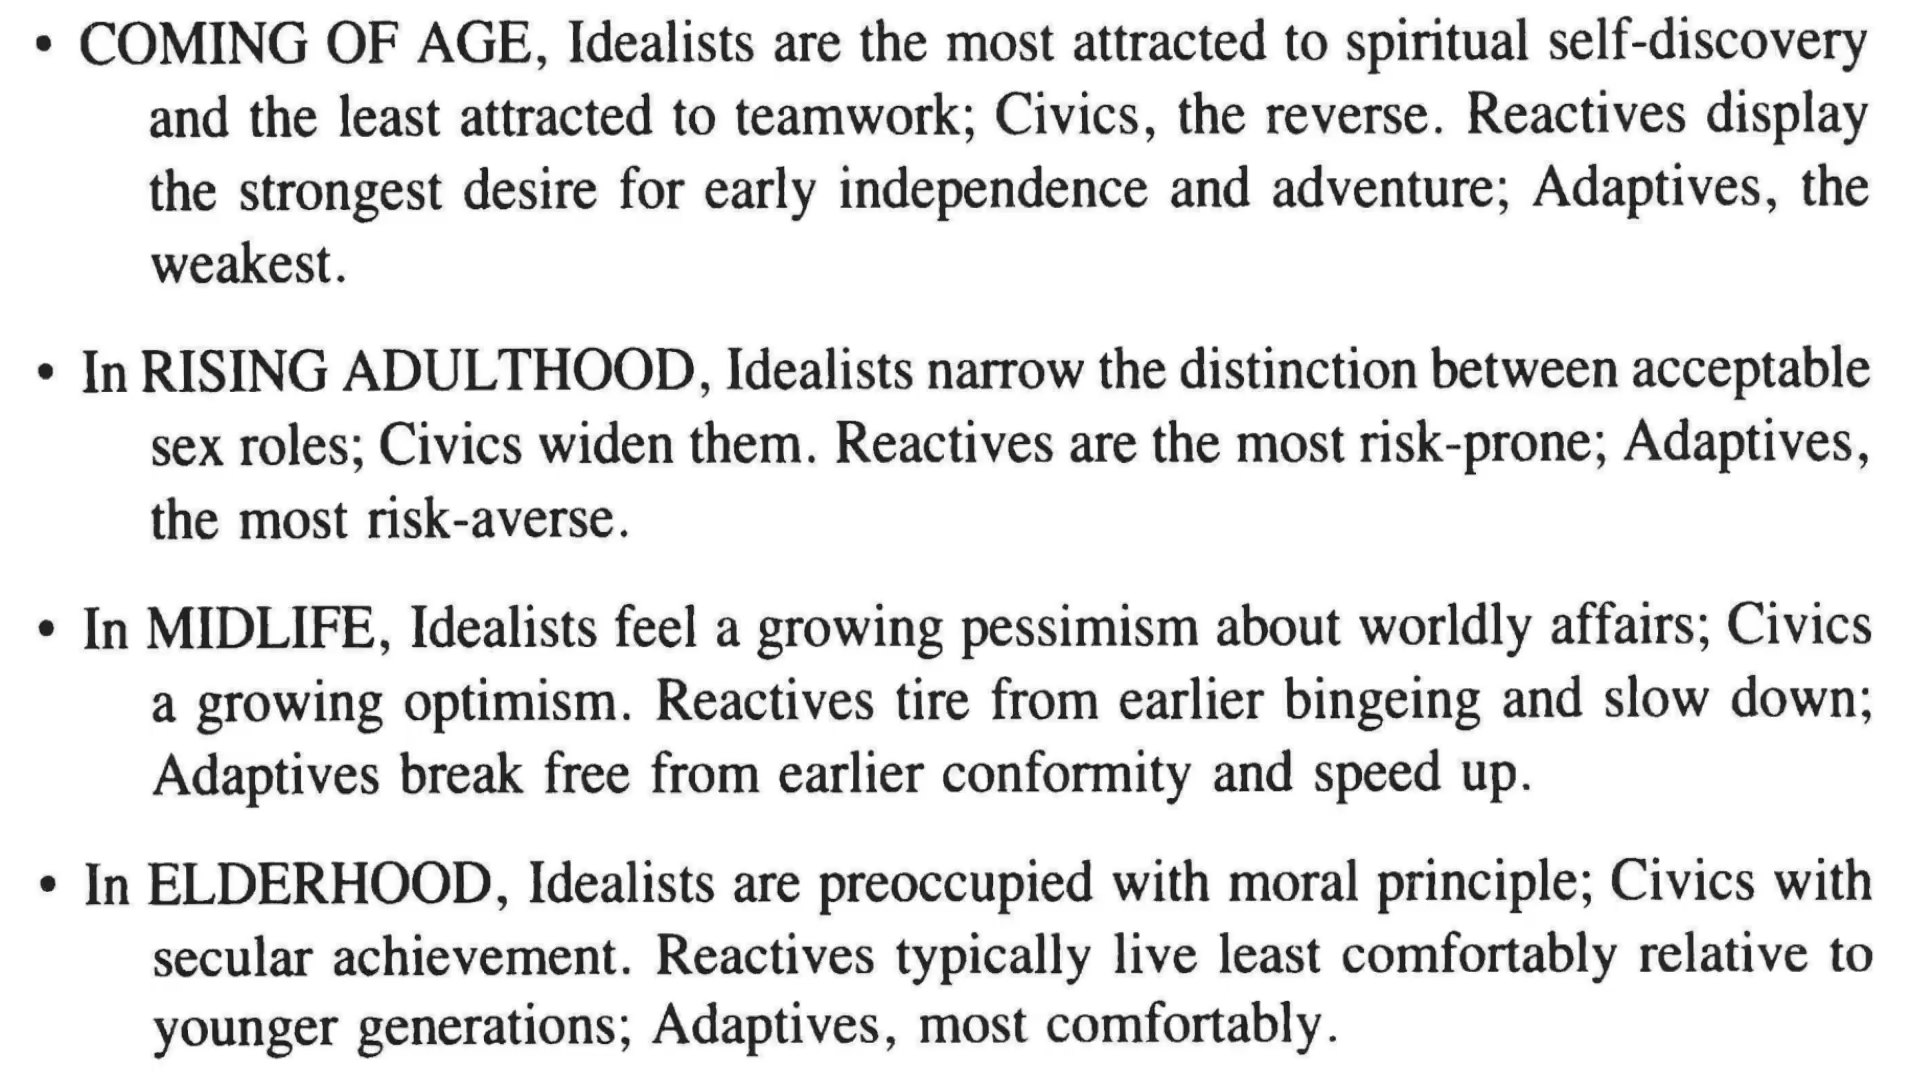 • COMING OF AGE, Idealists are the most attracted to spiritual self-discovery
and the least attracted to teamwork; Civics, the reverse. Reactives display
the strongest desire for early independence and adventure; Adaptives, the
weakest.
• In RISING ADULTHOOD, Idealists narrow the distinction between acceptable
sex roles; Civics widen them. Reactives are the most risk-prone; Adaptives,
the most risk-averse.
• In MIDLIFE, Idealists feel a growing pessimism about worldly affairs; Civics
a growing optimism. Reactives tire from earlier bingeing and slow down;
Adaptives break free from earlier conformity and speed up.
• In ELDERHOOD, Idealists are preoccupied with moral principle; Civics with
secular achievement. Reactives typically live least comfortably relative to
younger generations; Adaptives, most comfortably.